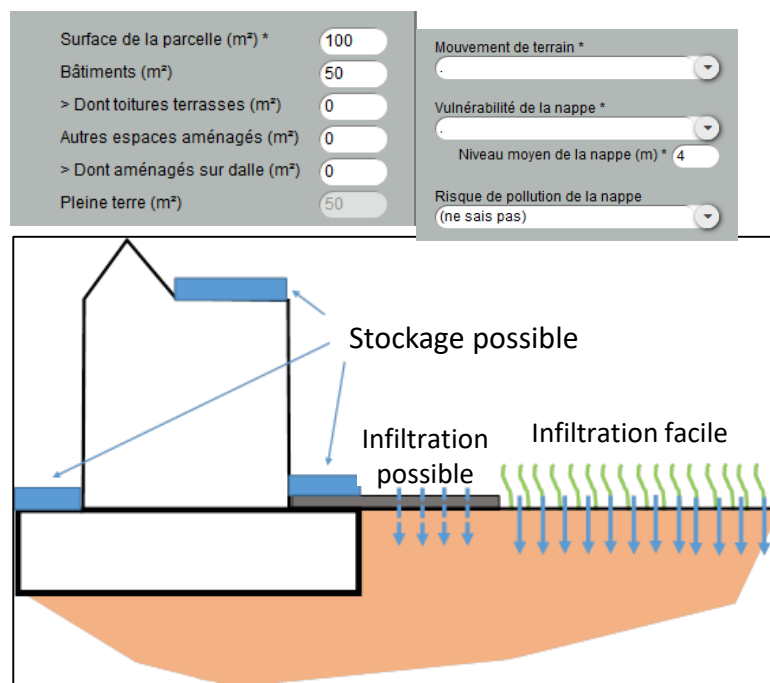 Surface de la parcelle (m²) * 100
Bâtiments (m²) 50
> Dont toitures terrasses (m²) 0
Autres espaces aménagés (m²) 0
> Dont aménagés sur dalle (m²) 0
Pleine terre (m²) 50
Mouvement de terrain *
.
Vulnérabilité de la nappe *
.
Niveau moyen de la nappe (m) * 4
Risque de pollution de la nappe
(ne sais pas)
Stockage possible
Infiltration
possible
Infiltration facile